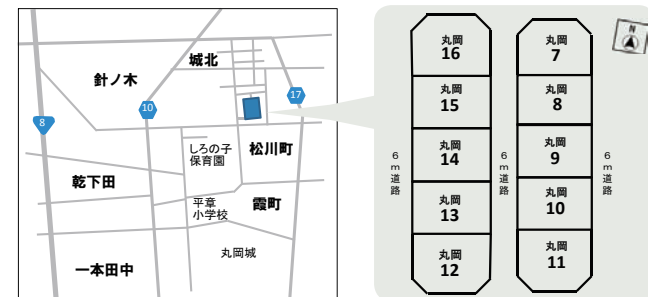 城北
針ノ木
10
17
8
しろの子
保育園
松川町
乾下田
平章
小学校
霞町
丸岡城
一本田中
N
丸岡
16
丸岡
15
丸岡
14
丸岡
13
丸岡
12
丸岡
7
丸岡
8
丸岡
9
丸岡
10
丸岡
11
6m道路
6m道路
6m道路